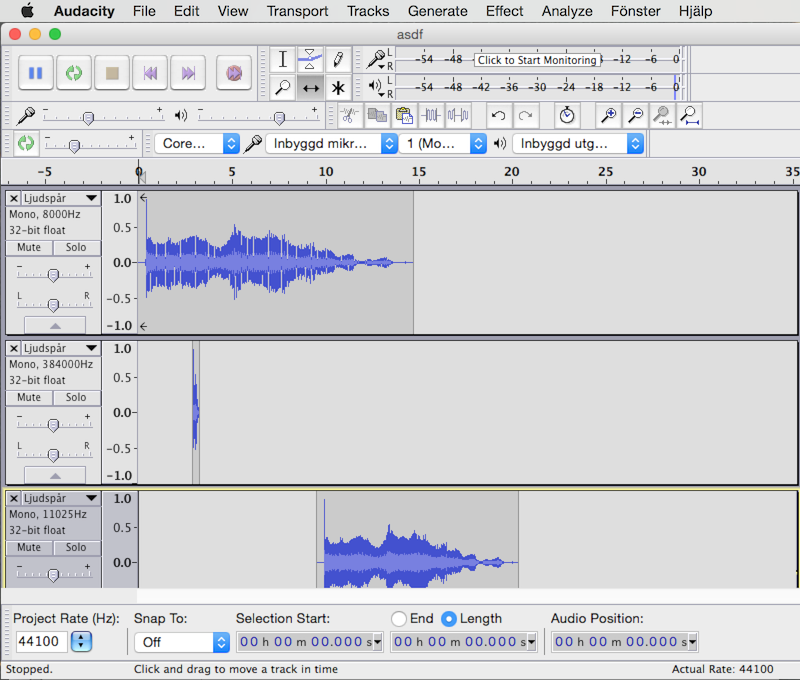 Audacity File Edit View Transport Tracks Generate Effect Analyze Fönster Hjälp
asdf
L R -54 -48 Click to Start Monitoring -12 -6 0
L R -54 -48 -42 -36 -30 -24 -18 -12 -6 0
Core... Inbyggd mikr... 1 (Mo... Inbyggd utg...
-5 0 5 10 15 20 25 30 35
Ljudspår
Mono, 8000Hz
32-bit float
Mute Solo
- +
L R
1.0
0.5-
0.0-
-0.5-
-1.0
Ljudspår
Mono, 384000Hz
32-bit float
Mute Solo
- +
L R
1.0
0.5-
0.0-
-0.5-
-1.0
Ljudspår
Mono, 11025Hz
32-bit float
Mute Solo
- +
1.0
0.5-
0.0-
Project Rate (Hz): Snap To: Selection Start: End Length Audio Position:
44100 Off 00 h 00 m 00.000 s 00 h 00 m 00.000 s 00 h 00 m 00.000 s
Stopped. Click and drag to move a track in time Actual Rate: 44100